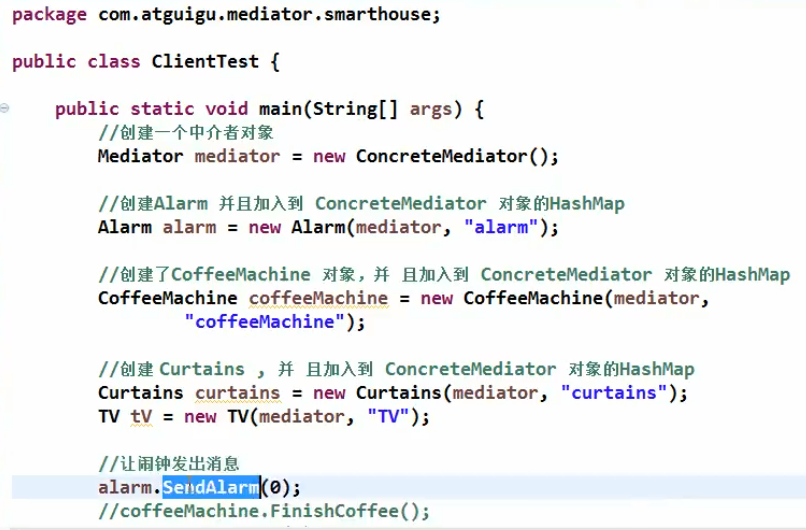 package com.atguigu.mediator.smarthouse;
public class ClientTest {
public static void main(String[] args) {
//创建一个中介者对象
Mediator mediator = new ConcreteMediator();
//创建Alarm 并且加入到 ConcreteMediator 对象的HashMap
Alarm alarm = new Alarm(mediator, "alarm");
//创建了CoffeeMachine 对象，并 且加入到 ConcreteMediator 对象的HashMap
CoffeeMachine coffeeMachine = new CoffeeMachine(mediator,
"coffeeMachine");
//创建 Curtains , 并 且加入到 ConcreteMediator 对象的HashMap
Curtains curtains = new Curtains(mediator, "curtains");
TV tV = new TV(mediator, "TV");
//让闹钟发出消息
alarm.SendAlarm(0);
//coffeeMachine.FinishCoffee();